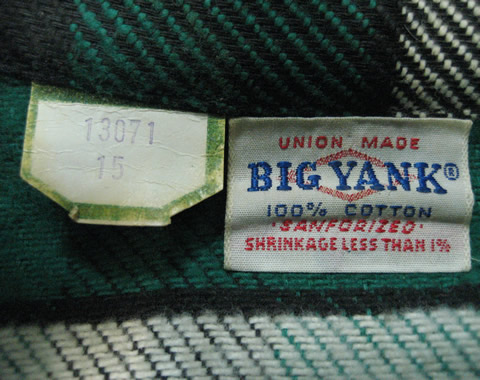 13071
15
UNION MADE
BIG YANK®
100% COTTON
·SANFORIZED·
SHRINKAGE LESS THAN 1%